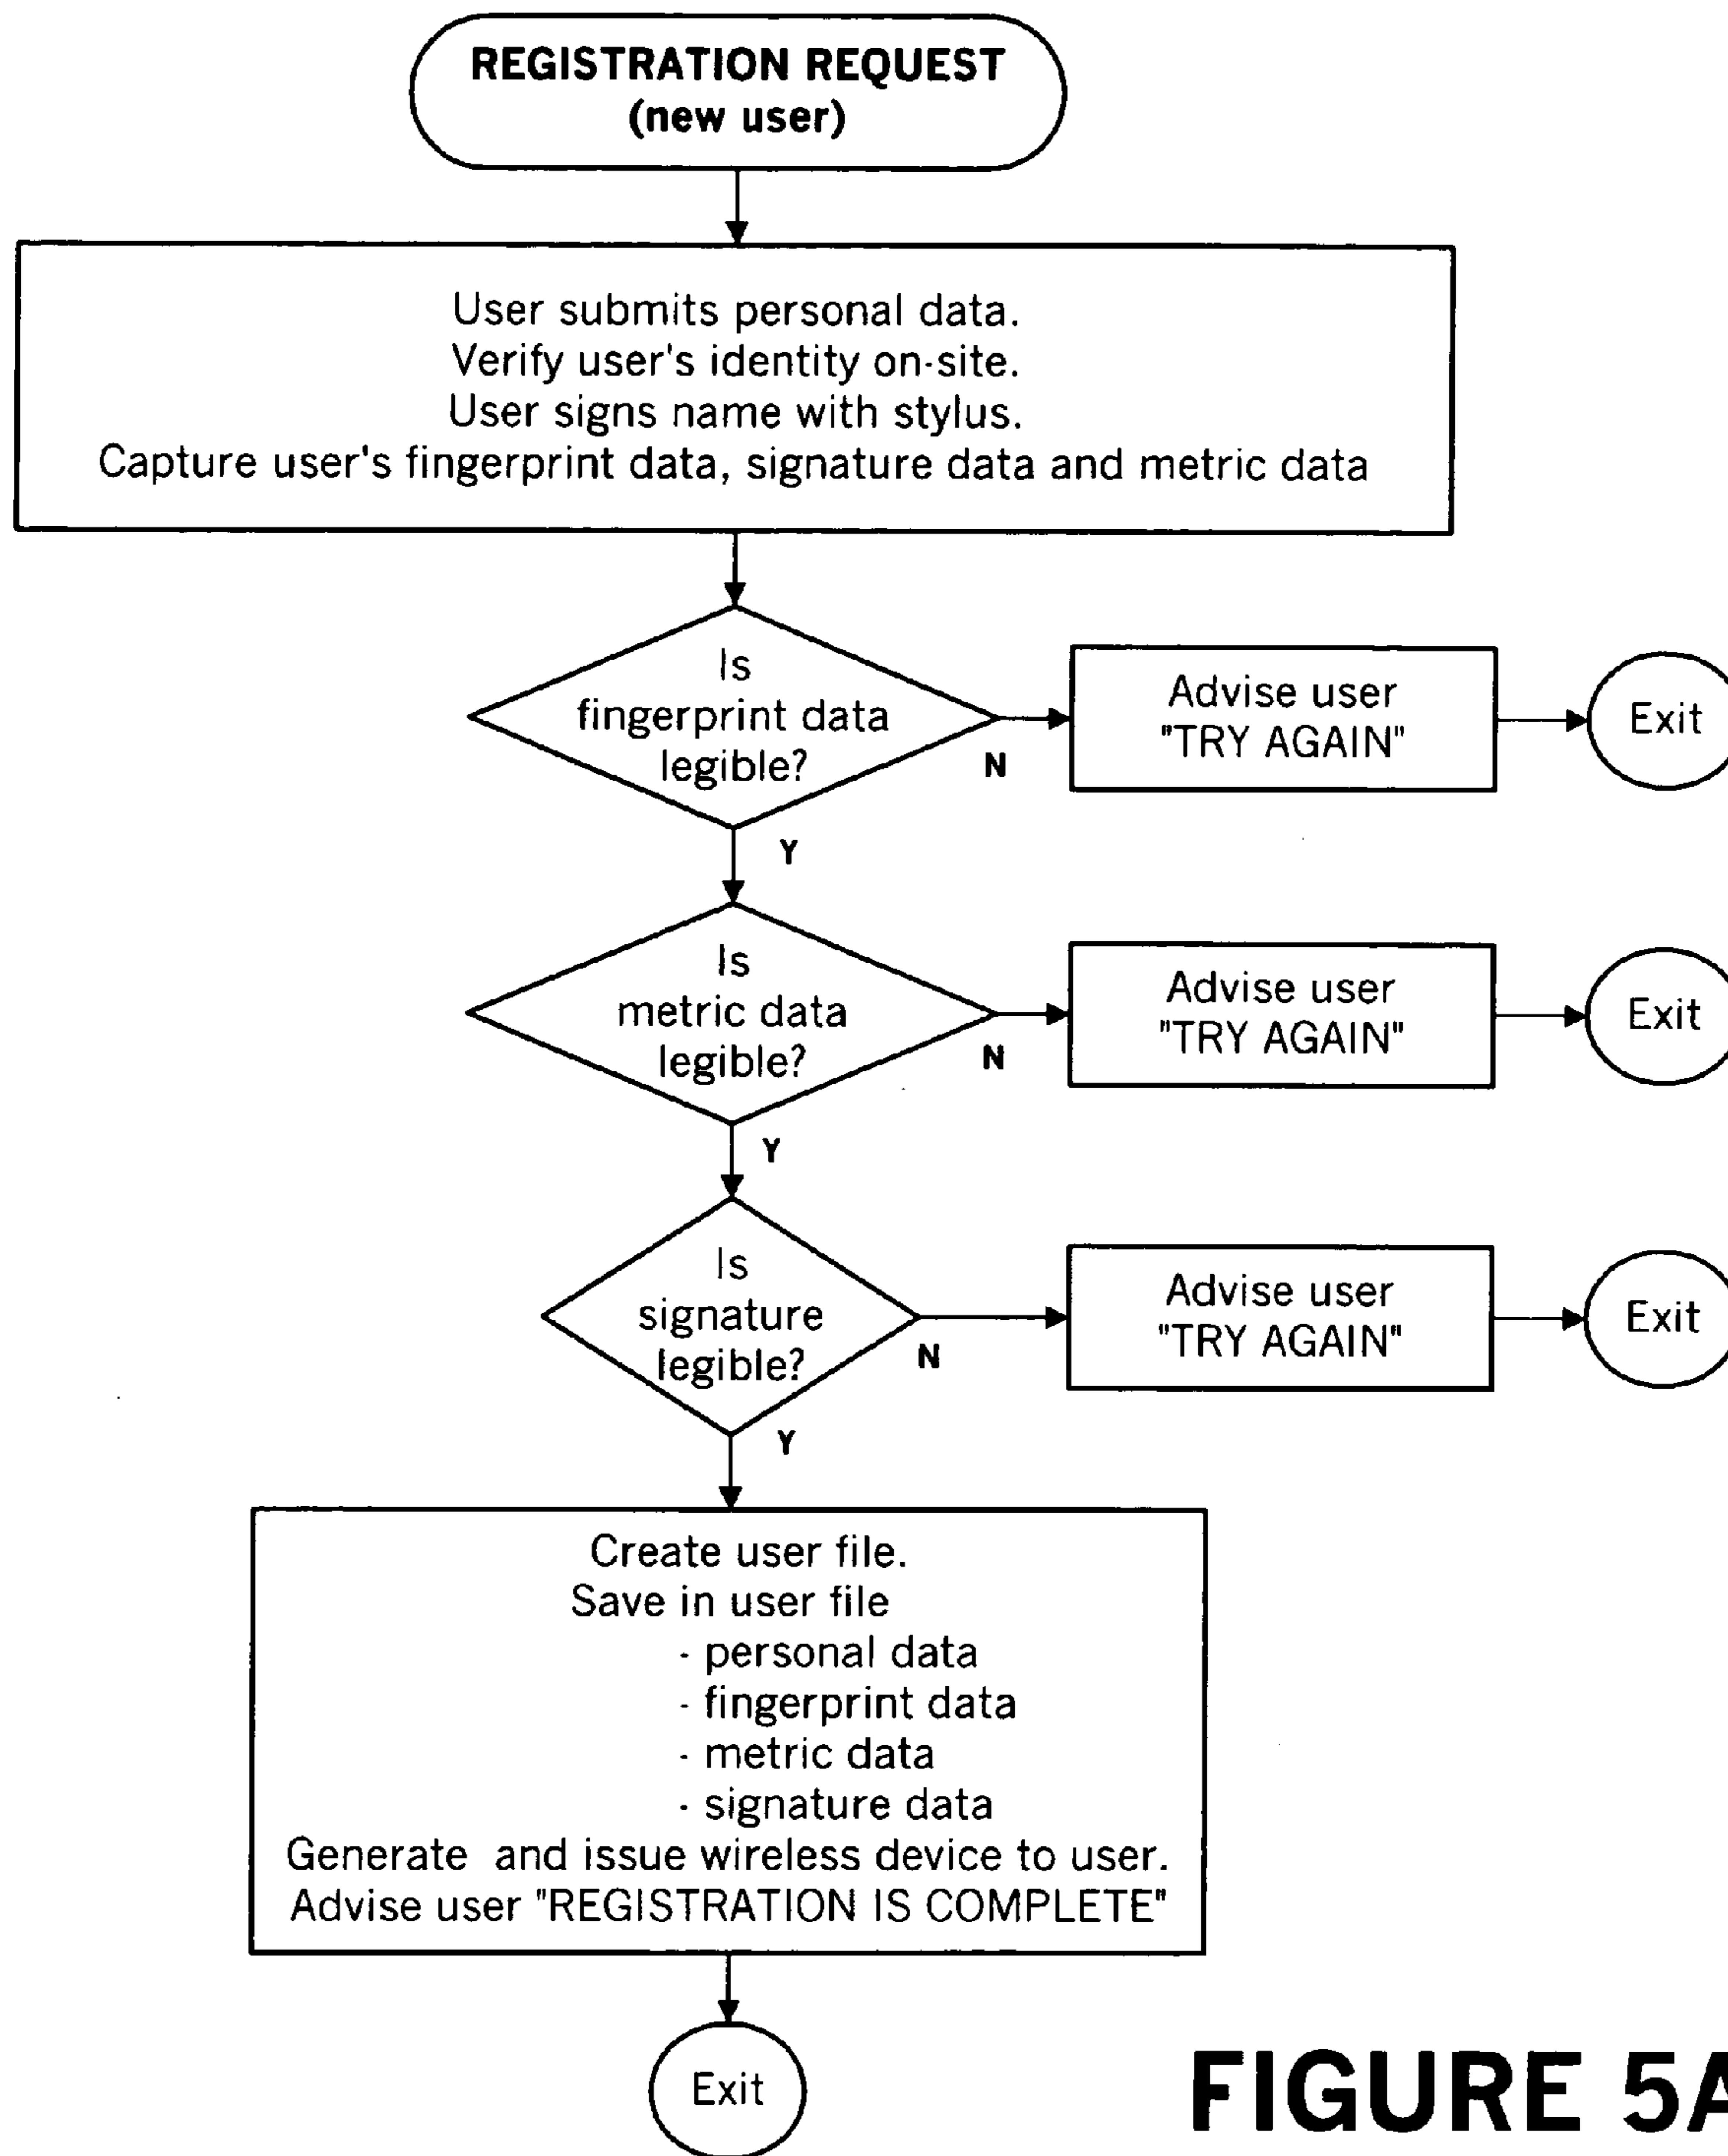 REGISTRATION REQUEST
(new user)
User submits personal data.
Verify user's identity on-site.
User signs name with stylus.
Capture user's fingerprint data, signature data and metric data
Is
fingerprint data
legible?
N
Advise user
"TRY AGAIN"
Exit
Y
Is
metric data
legible?
N
Advise user
"TRY AGAIN"
Exit
Y
Is
signature
legible?
N
Advise user
"TRY AGAIN"
Exit
Y
Create user file.
Save in user file
- personal data
- fingerprint data
- metric data
- signature data
Generate and issue wireless device to user.
Advise user "REGISTRATION IS COMPLETE"
Exit
FIGURE 5A